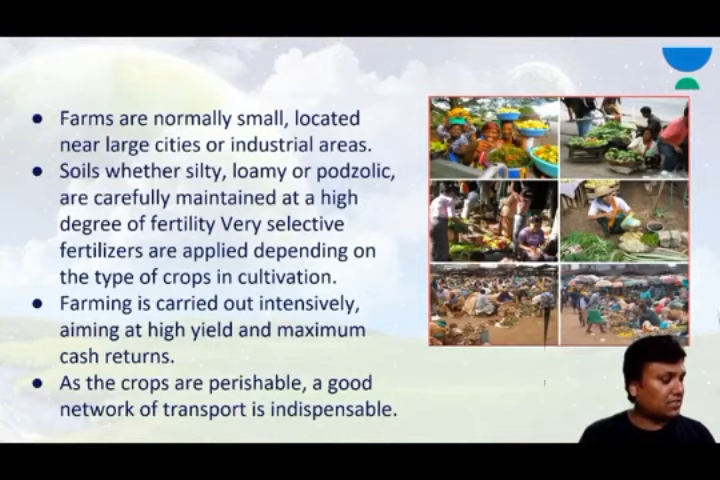 ● Farms are normally small, located
near large cities or industrial areas.
● Soils whether silty, loamy or podzolic,
are carefully maintained at a high
degree of fertility Very selective
fertilizers are applied depending on
the type of crops in cultivation.
● Farming is carried out intensively,
aiming at high yield and maximum
cash returns.
● As the crops are perishable, a good
network of transport is indispensable.